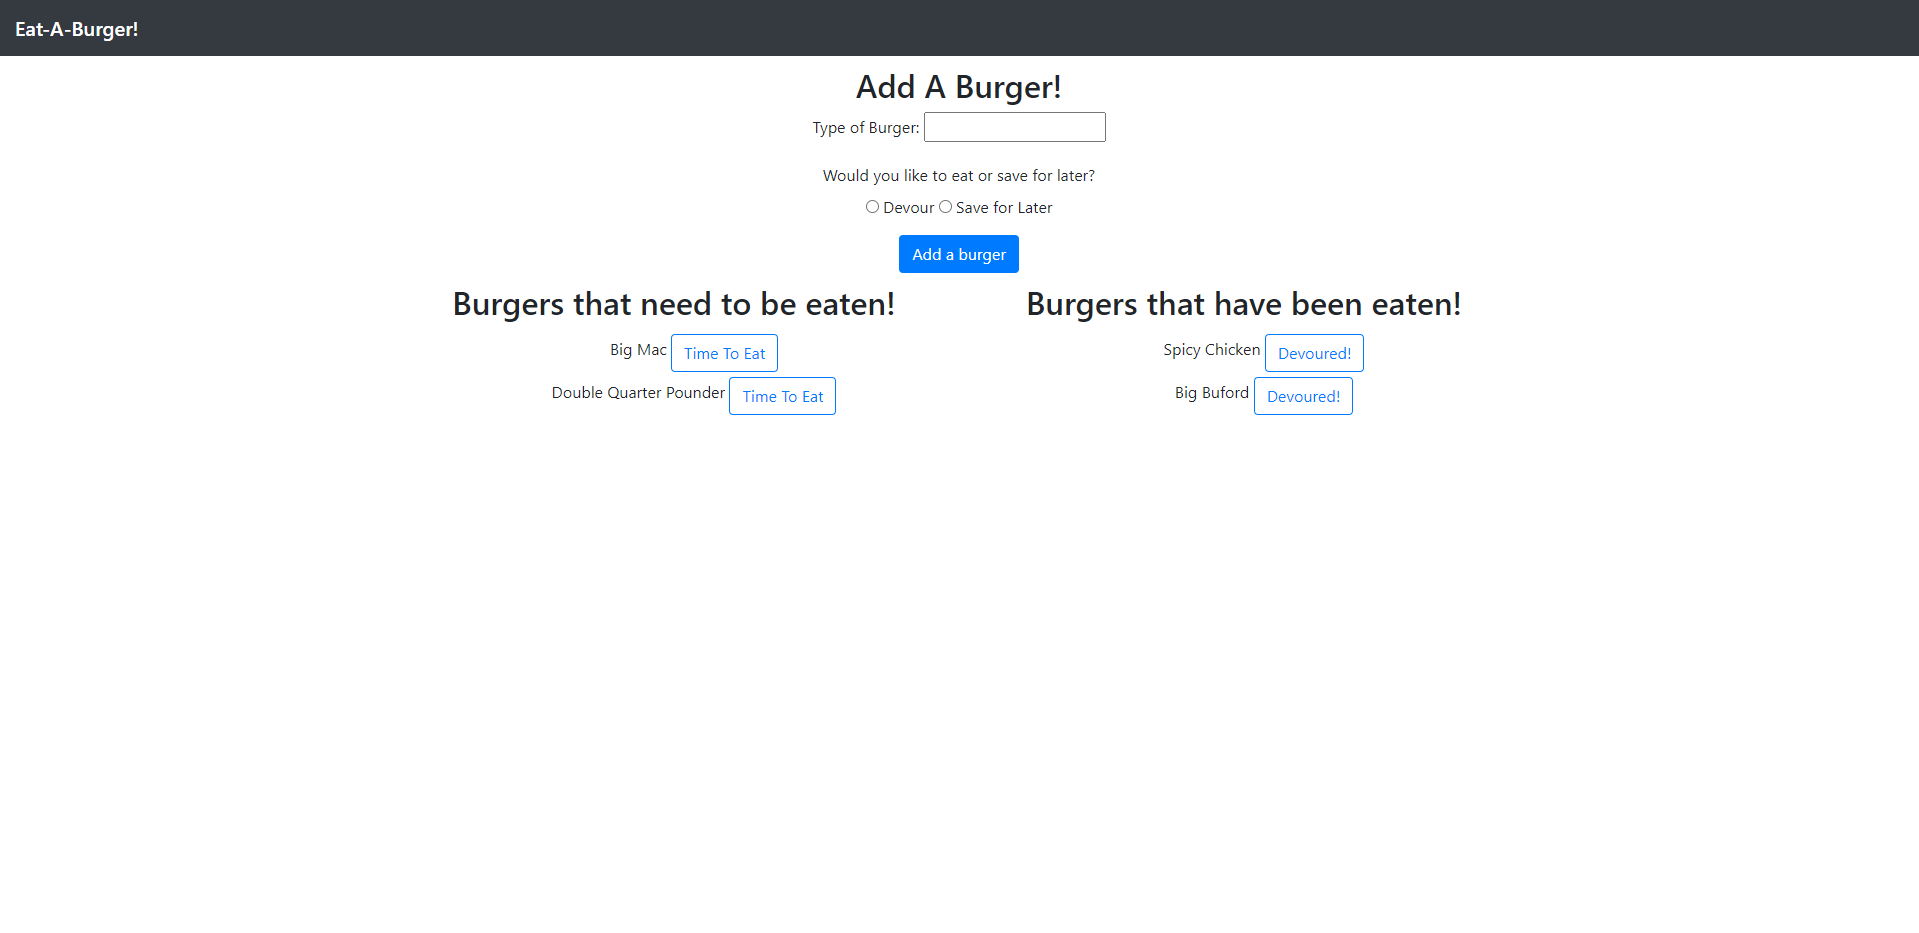 Eat-A-Burger!
Add A Burger!
Type of Burger:
Would you like to eat or save for later?
Devour Save for Later
Add a burger
Burgers that need to be eaten!
Big Mac Time To Eat
Double Quarter Pounder Time To Eat
Burgers that have been eaten!
Spicy Chicken Devoured!
Big Buford Devoured!